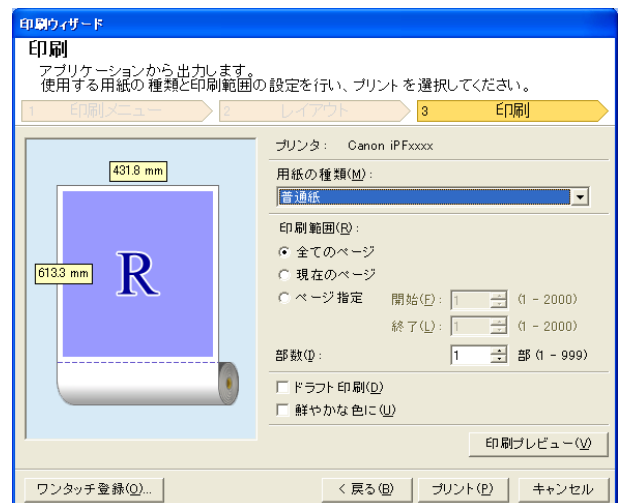 印刷ウィザード
印刷
アプリケーションから出力します。
使用する用紙の種類と印刷範囲の設定を行い、プリントを選択してください。
1 印刷メニュー 2 レイアウト 3 印刷
プリンタ： Canon iPFxxxx
用紙の種類(M)：
普通紙
431.8 mm
613.3 mm
R
印刷範囲(R)：
全てのページ
現在のページ
ページ指定 開始(F)： 1 (1 - 2000)
終了(L)： 1 (1 - 2000)
部数(I)： 1 部 (1 - 999)
ドラフト印刷(D)
鮮やかな色に(U)
印刷プレビュー(V)
ワンタッチ登録(O)... < 戻る(B) プリント(P) キャンセル